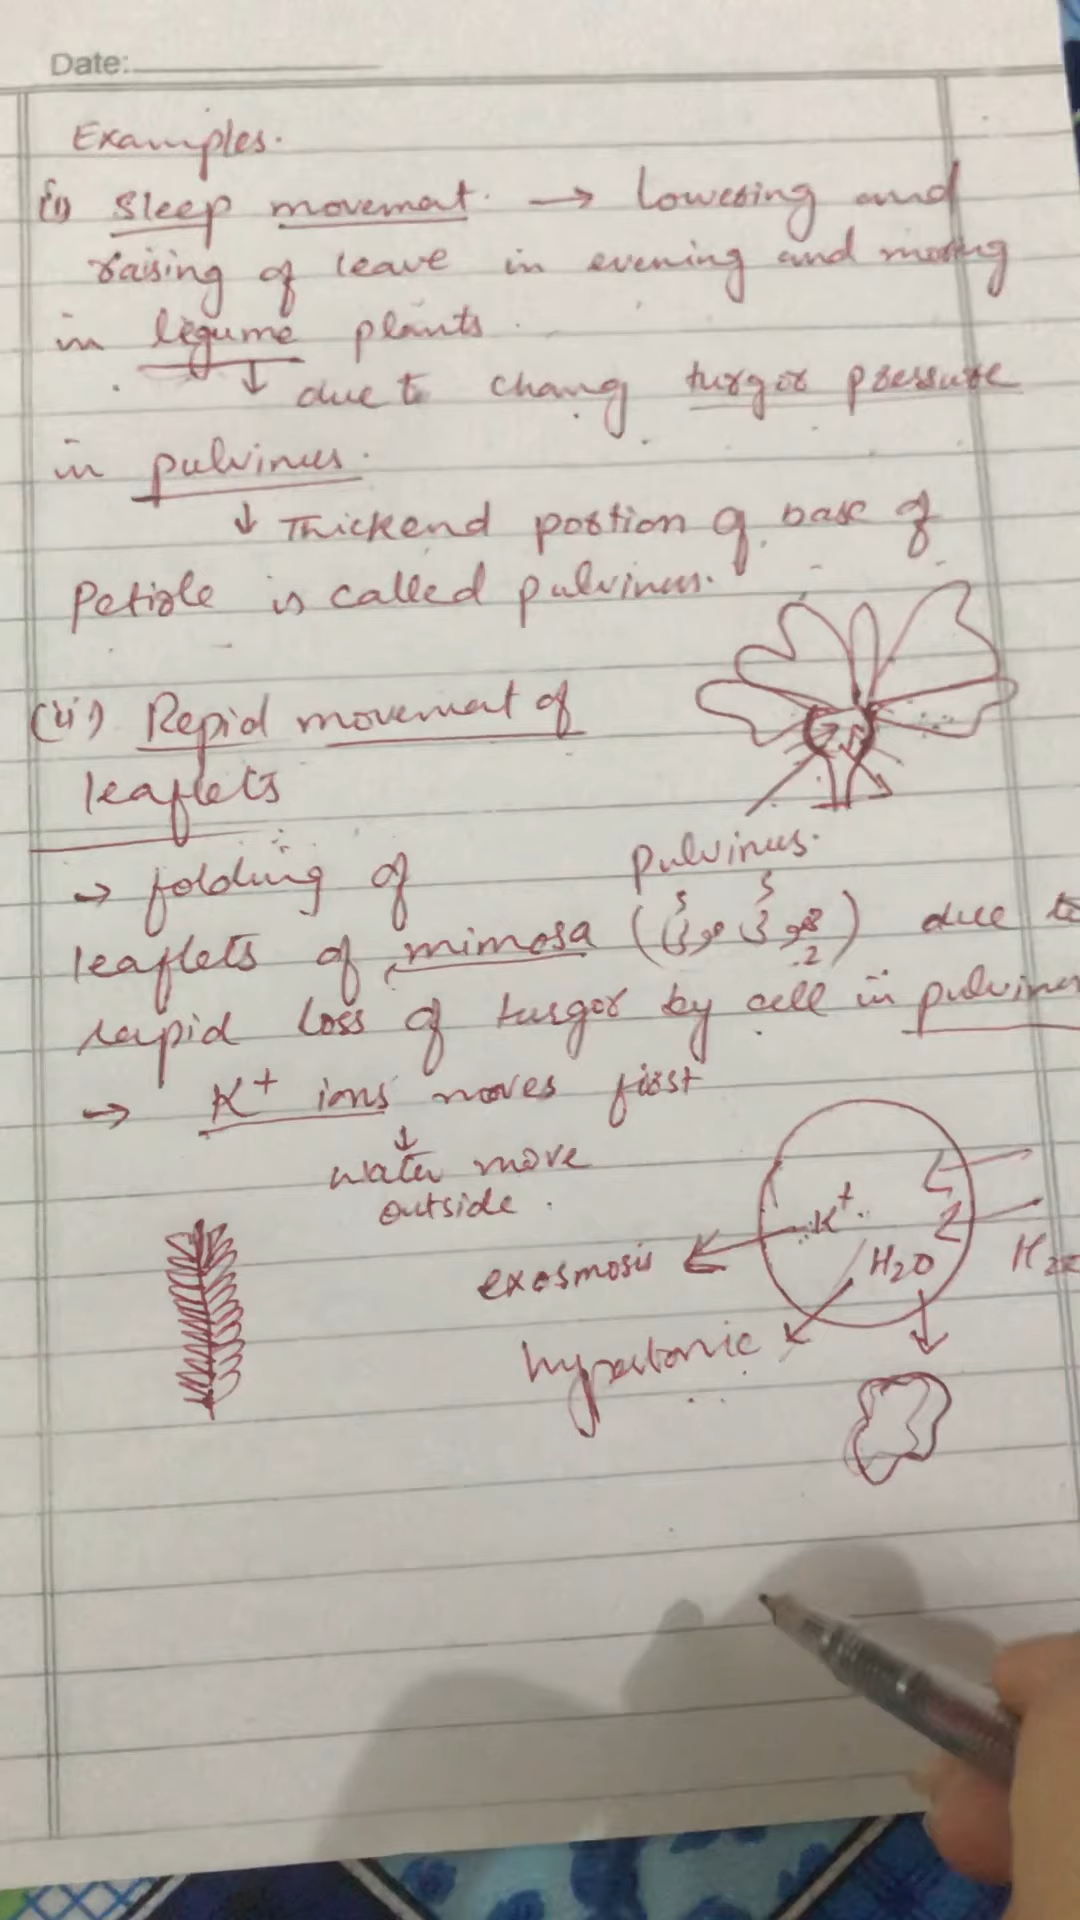 Date:
Examples.
(i) Sleep movemat. → Lowering and
raising of leave in evening and mornig
in legume plants.
↓ due to chang turgor pressure
in pulvinus.
↓ Thickend portion of base of
Petiole is called pulvinus.
(ii) Repid movemant of
leaflets
Pulvinus.
→ folding of
leaflets of mimosa ( ) due to
rapid loss of turgor by cell in pulvinus
→ K+ ions moves first
↓
water move
outside.
K+.
H2O
exosmosis
hypertonic